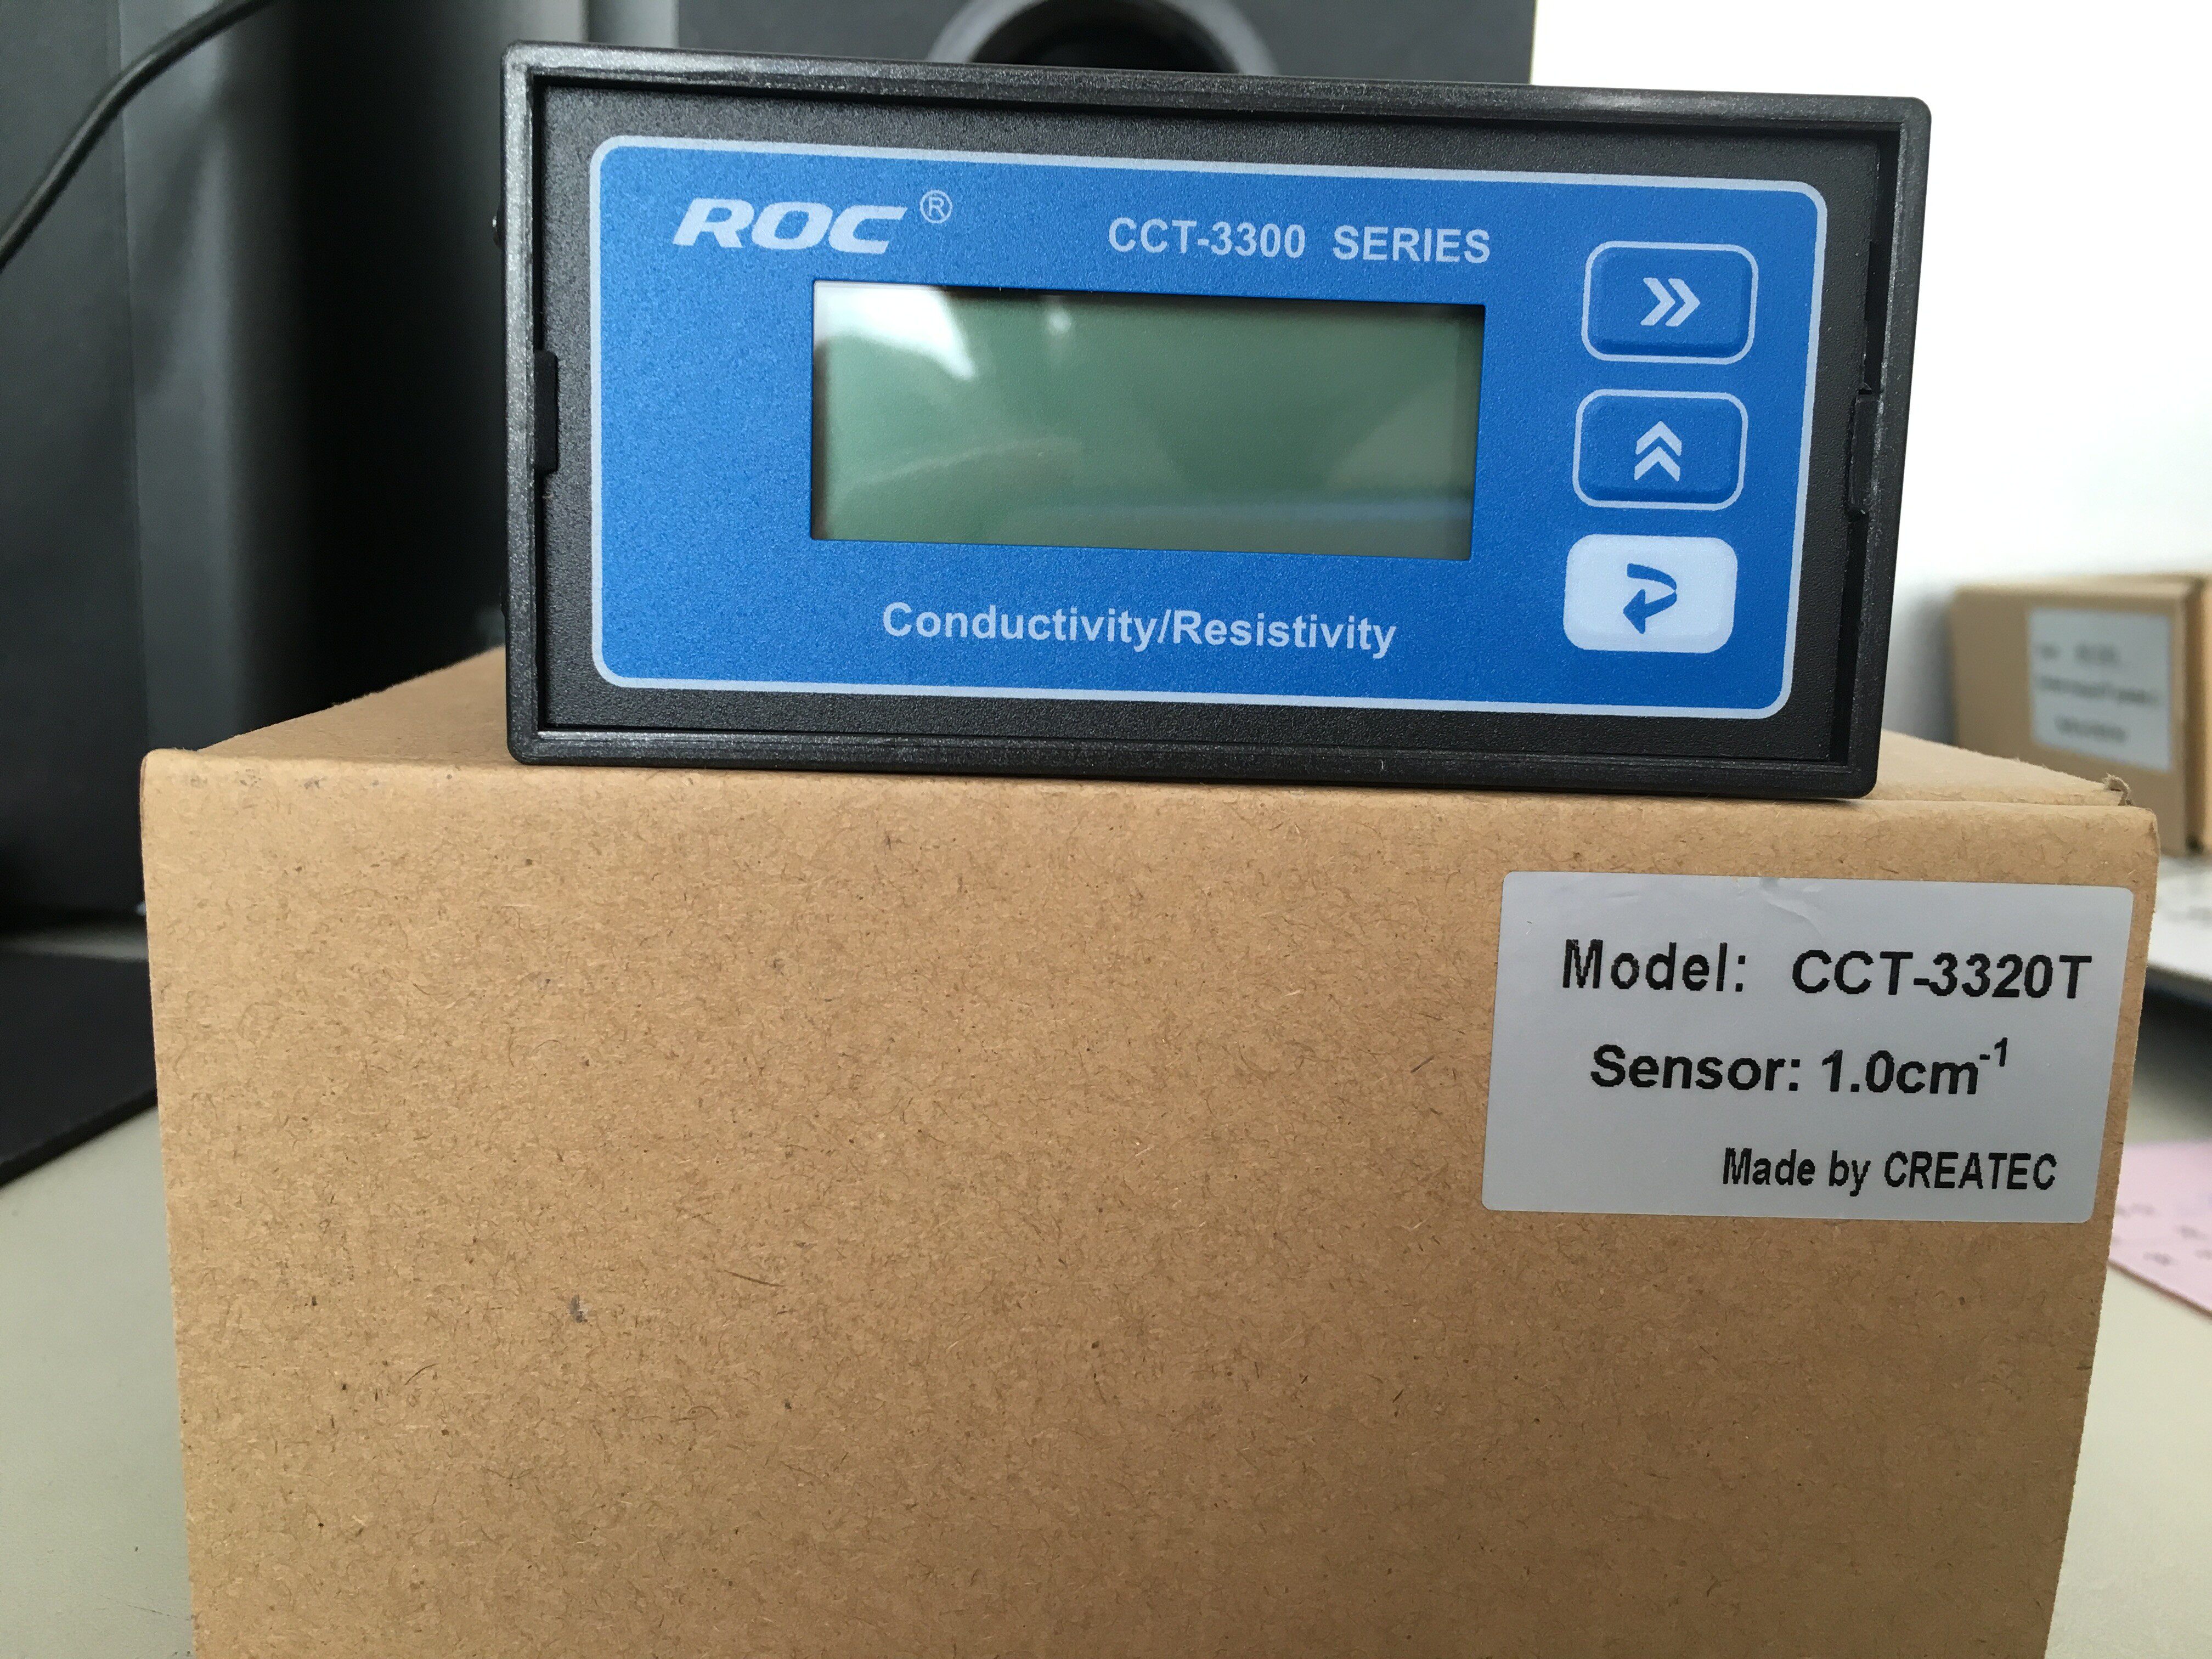 ROC®
CCT-3300 SERIES
Conductivity/Resistivity
Model: CCT-3320T
Sensor: 1.0cm⁻¹
Made by CREATEC